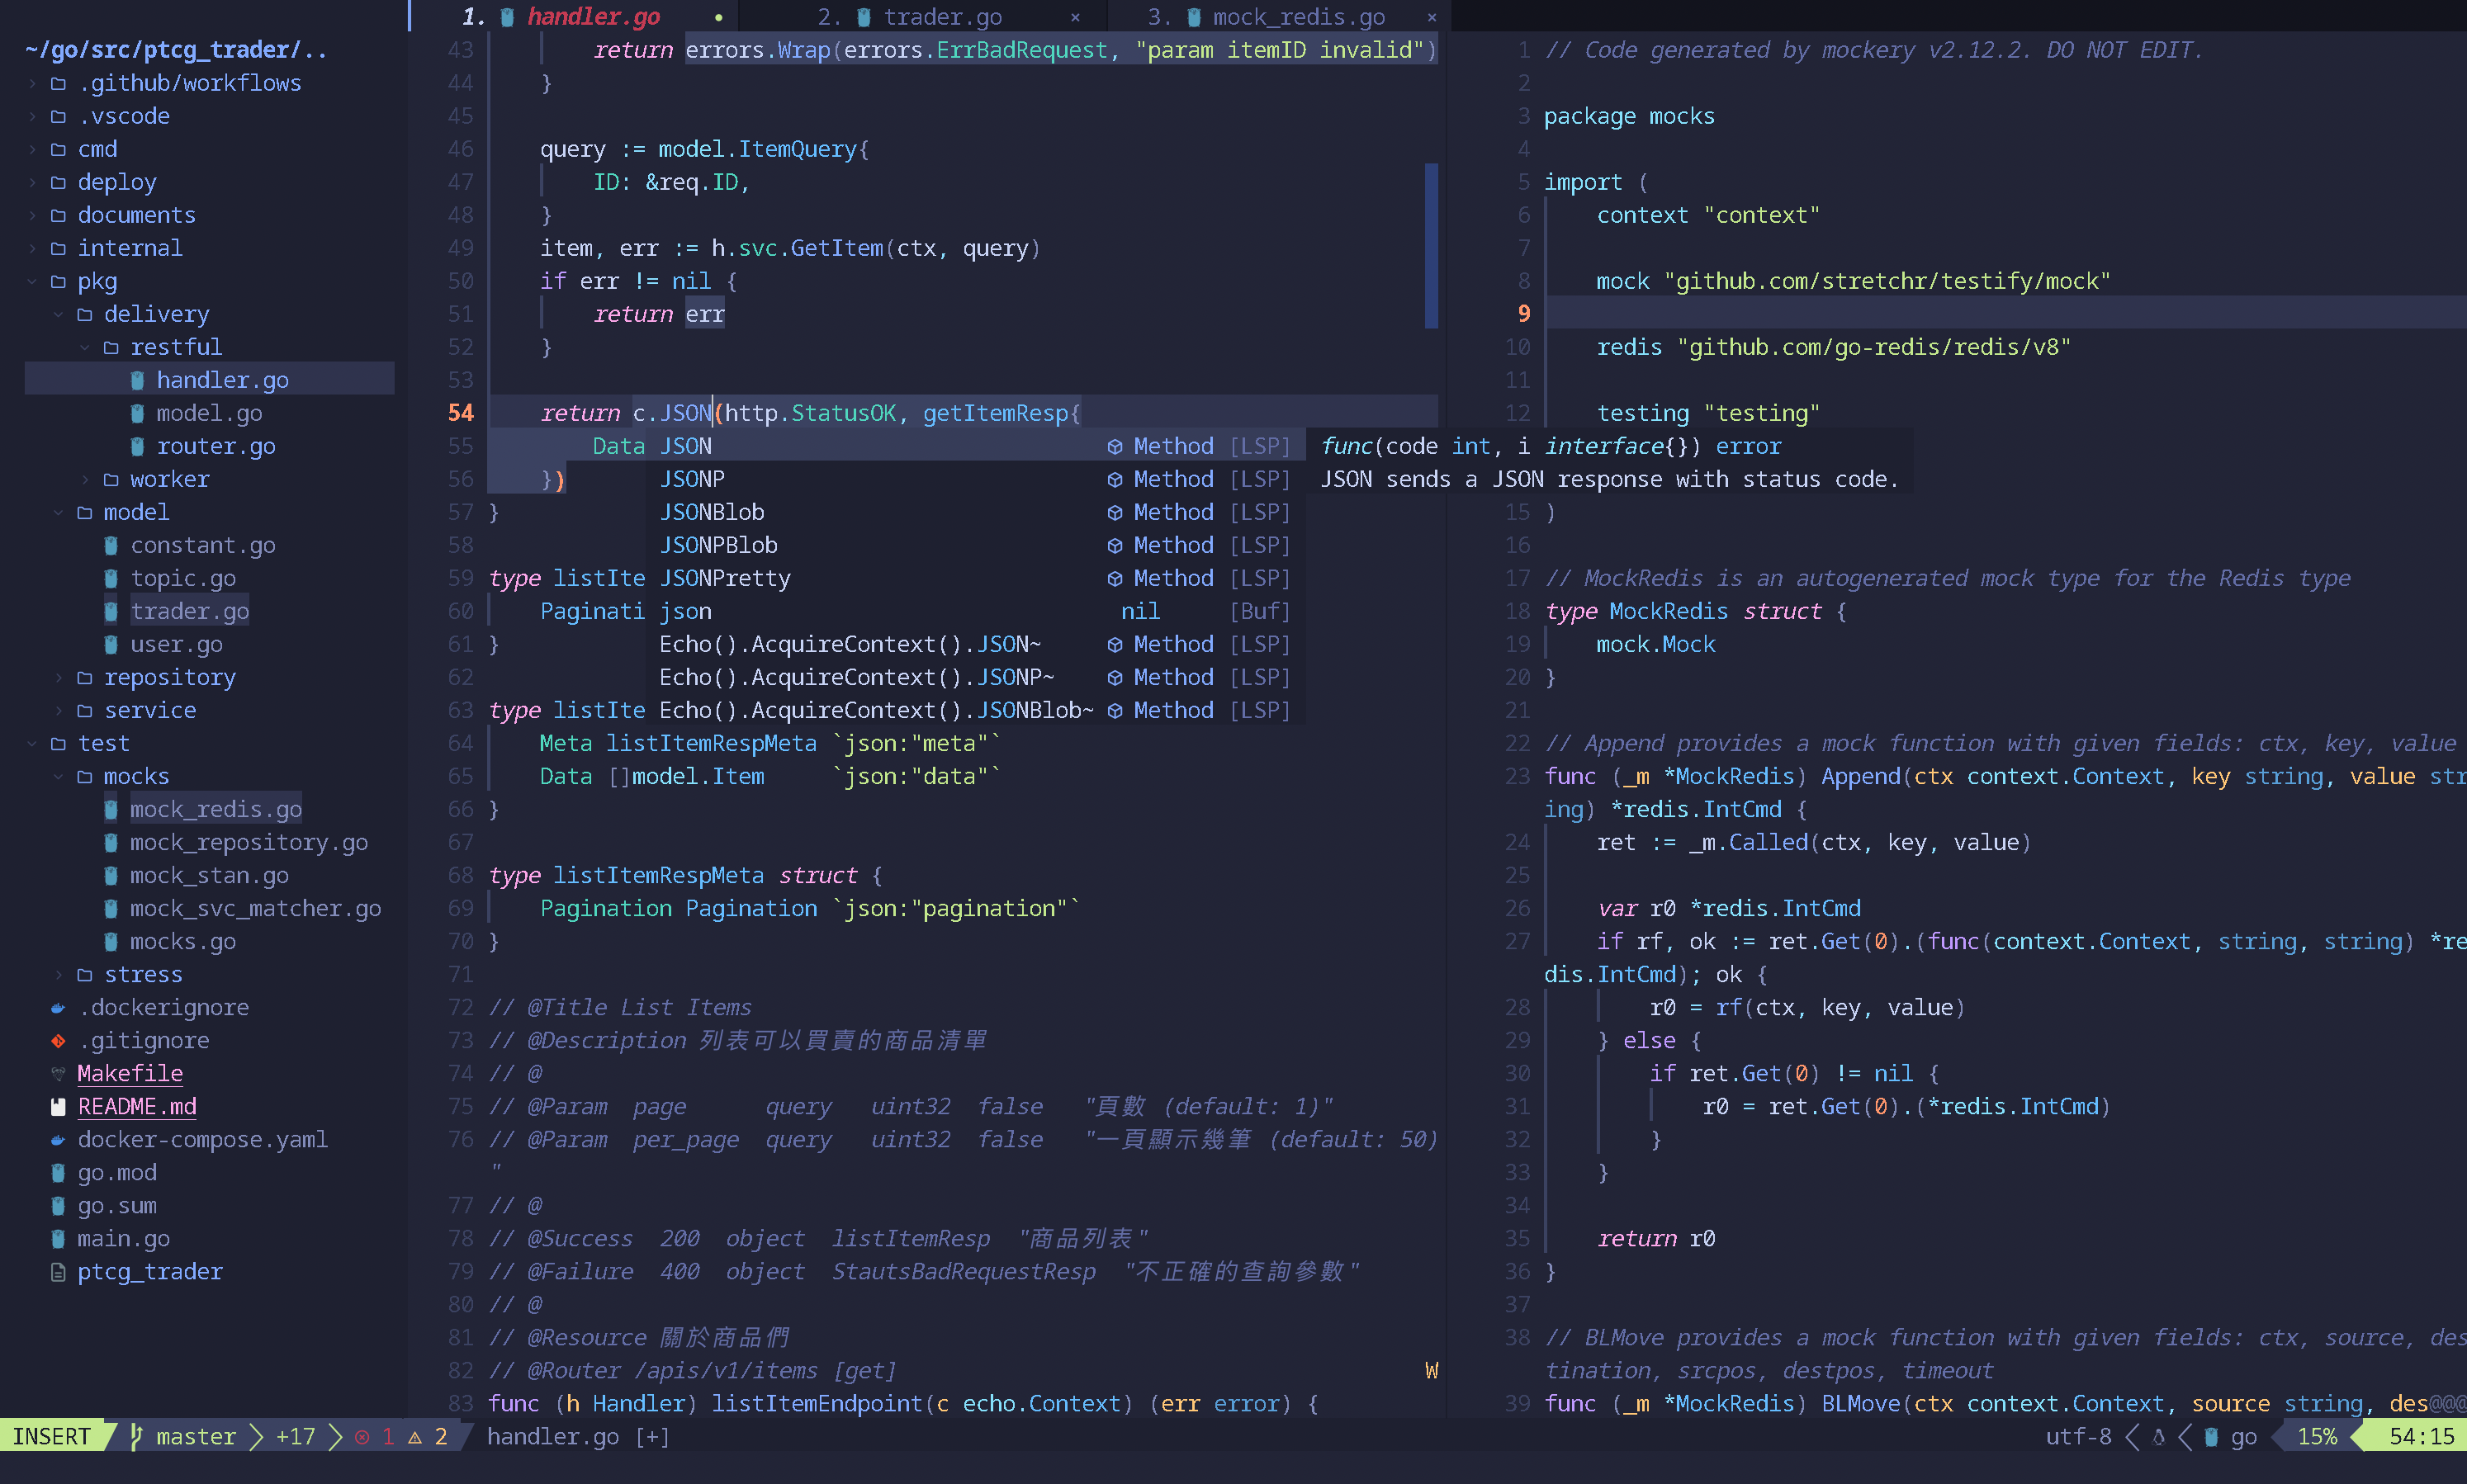 1. handler.go
2. trader.go ×
3. mock_redis.go ×
~/go/src/ptcg_trader/..
.github/workflows
.vscode
cmd
deploy
documents
internal
pkg
delivery
restful
handler.go
model.go
router.go
worker
model
constant.go
topic.go
trader.go
user.go
repository
service
test
mocks
mock_redis.go
mock_repository.go
mock_stan.go
mock_svc_matcher.go
mocks.go
stress
.dockerignore
.gitignore
Makefile
README.md
docker-compose.yaml
go.mod
go.sum
main.go
ptcg_trader
43 return errors.Wrap(errors.ErrBadRequest, "param itemID invalid")
44 }
45
46 query := model.ItemQuery{
47 ID: &req.ID,
48 }
49 item, err := h.svc.GetItem(ctx, query)
50 if err != nil {
51 return err
52 }
53
54 return c.JSON(http.StatusOK, getItemResp{
55 Data
56 })
57 }
58
59 type listIte
60 Paginati
61 }
62
63 type listIte
64 Meta listItemRespMeta `json:"meta"`
65 Data []model.Item `json:"data"`
66 }
67
68 type listItemRespMeta struct {
69 Pagination Pagination `json:"pagination"`
70 }
71
72 // @Title List Items
73 // @Description 列表可以買賣的商品清單
74 // @
75 // @Param page query uint32 false "頁數 (default: 1)"
76 // @Param per_page query uint32 false "一頁顯示幾筆 (default: 50)
"
77 // @
78 // @Success 200 object listItemResp "商品列表"
79 // @Failure 400 object StautsBadRequestResp "不正確的查詢參數"
80 // @
81 // @Resource 關於商品們
82 // @Router /apis/v1/items [get] W
83 func (h Handler) listItemEndpoint(c echo.Context) (err error) {
JSON Method [LSP]
JSONP Method [LSP]
JSONBlob Method [LSP]
JSONPBlob Method [LSP]
JSONPretty Method [LSP]
json nil [Buf]
Echo().AcquireContext().JSON~ Method [LSP]
Echo().AcquireContext().JSONP~ Method [LSP]
Echo().AcquireContext().JSONBlob~ Method [LSP]
func(code int, i interface{}) error
JSON sends a JSON response with status code.
1 // Code generated by mockery v2.12.2. DO NOT EDIT.
2
3 package mocks
4
5 import (
6 context "context"
7
8 mock "github.com/stretchr/testify/mock"
9
10 redis "github.com/go-redis/redis/v8"
11
12 testing "testing"
15 )
16
17 // MockRedis is an autogenerated mock type for the Redis type
18 type MockRedis struct {
19 mock.Mock
20 }
21
22 // Append provides a mock function with given fields: ctx, key, value
23 func (_m *MockRedis) Append(ctx context.Context, key string, value str
ing) *redis.IntCmd {
24 ret := _m.Called(ctx, key, value)
25
26 var r0 *redis.IntCmd
27 if rf, ok := ret.Get(0).(func(context.Context, string, string) *re
dis.IntCmd); ok {
28 r0 = rf(ctx, key, value)
29 } else {
30 if ret.Get(0) != nil {
31 r0 = ret.Get(0).(*redis.IntCmd)
32 }
33 }
34
35 return r0
36 }
37
38 // BLMove provides a mock function with given fields: ctx, source, des
tination, srcpos, destpos, timeout
39 func (_m *MockRedis) BLMove(ctx context.Context, source string, des@@@
INSERT master +17 1 2 handler.go [+] utf-8 go 15% 54:15